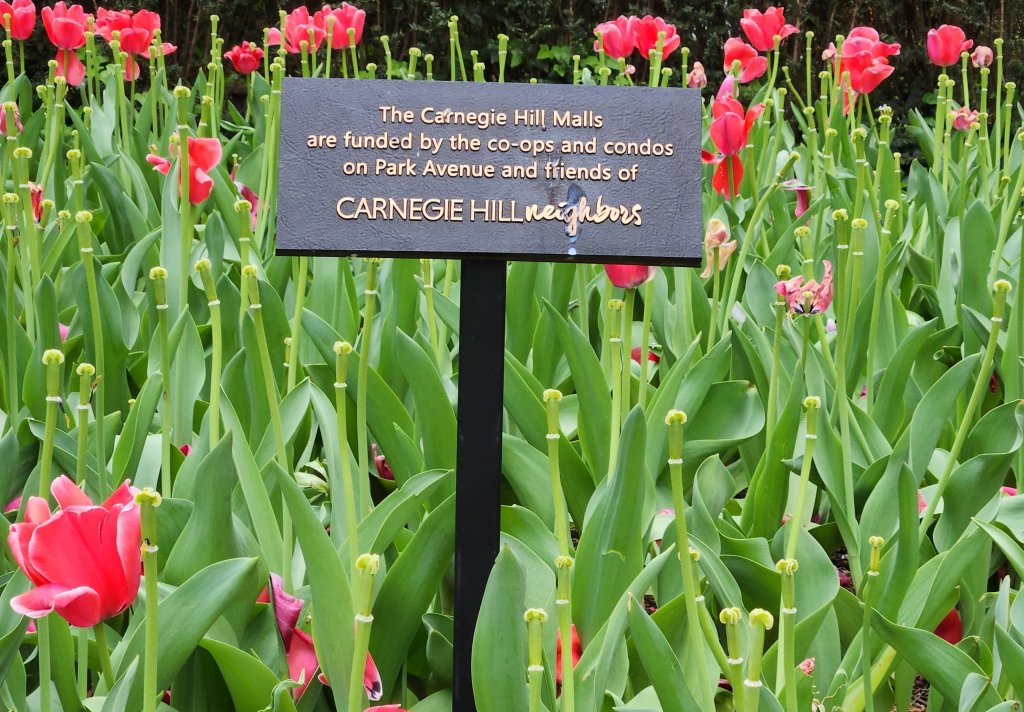 The Carnegie Hill Malls
are funded by the co-ops and condos
on Park Avenue and friends of
CARNEGIE HILL neighbors